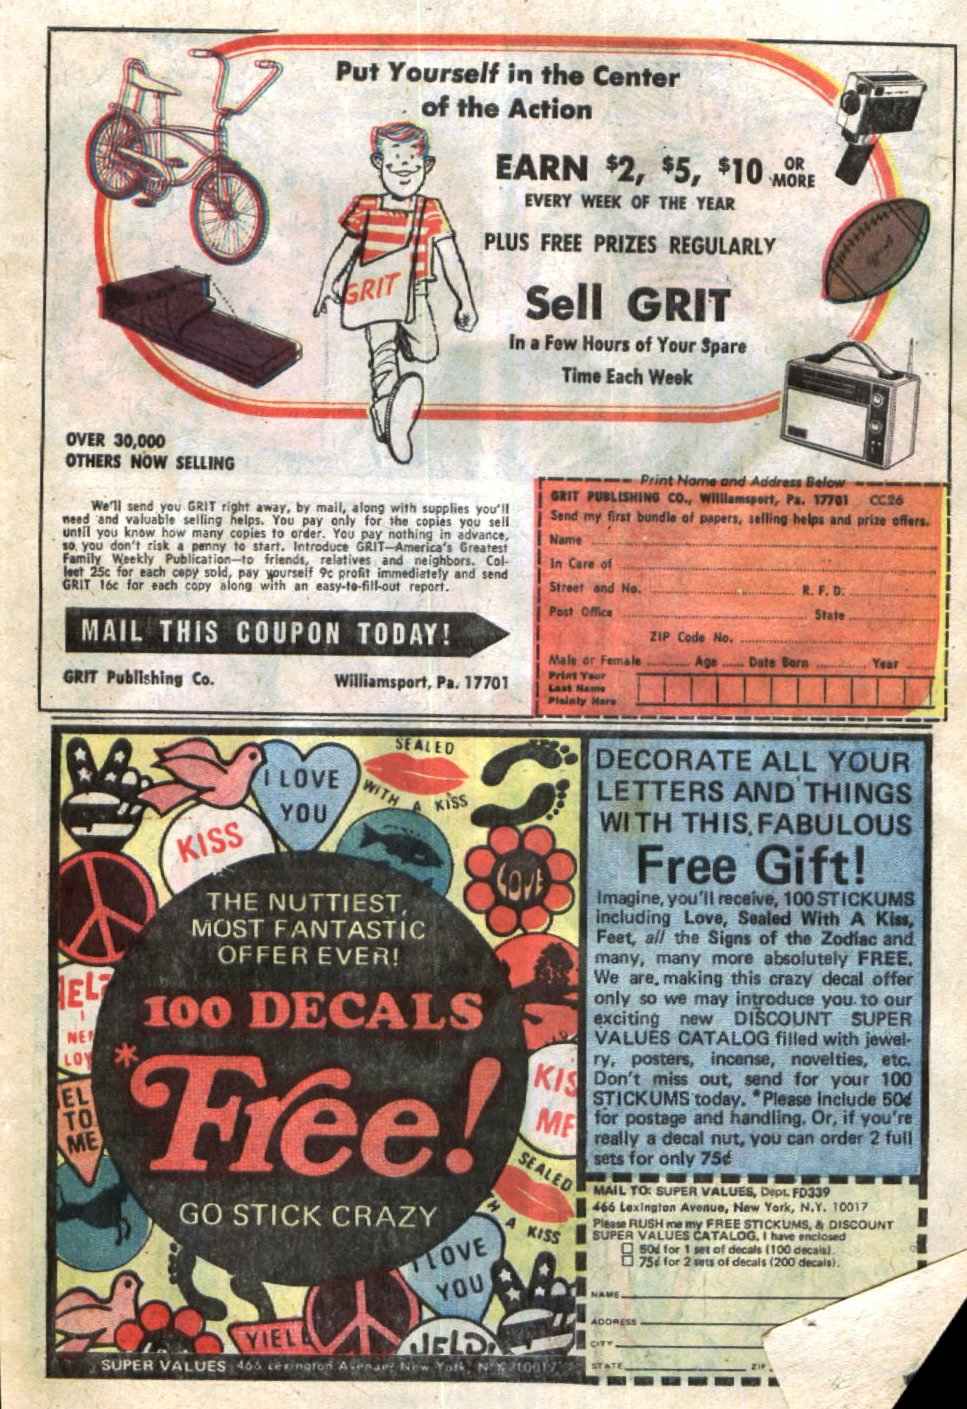 Put Yourself in the Center
of the Action
EARN $2, $5, $10 OR MORE
EVERY WEEK OF THE YEAR
PLUS FREE PRIZES REGULARLY
GRIT
Sell GRIT
In a Few Hours of Your Spare
Time Each Week
OVER 30,000
OTHERS NOW SELLING
We'll send you GRIT right away, by mail, along with supplies you'll
need and valuable selling helps. You pay only for the copies you sell
until you know how many copies to order. You pay nothing in advance,
so you don't risk a penny to start. Introduce GRIT—America's Greatest
Family Weekly Publication—to friends, relatives and neighbors. Col-
lect 25c for each copy sold, pay yourself 9c profit immediately and send
GRIT 16c for each copy along with an easy-to-fill-out report.
MAIL THIS COUPON TODAY!
GRIT Publishing Co. Williamsport, Pa. 17701
Print Name and Address Below
GRIT PUBLISHING CO., Williamsport, Pa. 17701 CC26
Send my first bundle of papers, selling helps and prize offers.
Name
In Care of
Street and No. R. F. D.
Post Office State
ZIP Code No.
Male or Female Age Date Born Year
Print Your
Last Name
Plainly Here
I LOVE
YOU
SEALED
WITH A KISS
KISS
LOVE
THE NUTTIEST,
MOST FANTASTIC
OFFER EVER!
100 DECALS
*Free!
GO STICK CRAZY
HELP
I
NE
LOV
EL
TO
ME
KIS
ME
SEALED
H A KISS
I LOVE
YOU
YIEL
HELP
SUPER VALUES 466 Lexington Avenue, New York, N.Y. 10017
DECORATE ALL YOUR
LETTERS AND THINGS
WITH THIS FABULOUS
Free Gift!
Imagine, you'll receive, 100 STICKUMS
including Love, Sealed With A Kiss,
Feet, all the Signs of the Zodiac and
many, many more absolutely FREE.
We are making this crazy decal offer
only so we may introduce you to our
exciting new DISCOUNT SUPER
VALUES CATALOG filled with jewel-
ry, posters, incense, novelties, etc.
Don't miss out, send for your 100
STICKUMS today. *Please include 50¢
for postage and handling. Or, if you're
really a decal nut, you can order 2 full
sets for only 75¢
MAIL TO: SUPER VALUES, Dept. FD339
466 Lexington Avenue, New York, N.Y. 10017
Please RUSH me my FREE STICKUMS, & DISCOUNT
SUPER VALUES CATALOG. I have enclosed
50¢ for 1 set of decals (100 decals).
75¢ for 2 sets of decals (200 decals).
NAME
ADDRESS
CITY
STATE ZIP